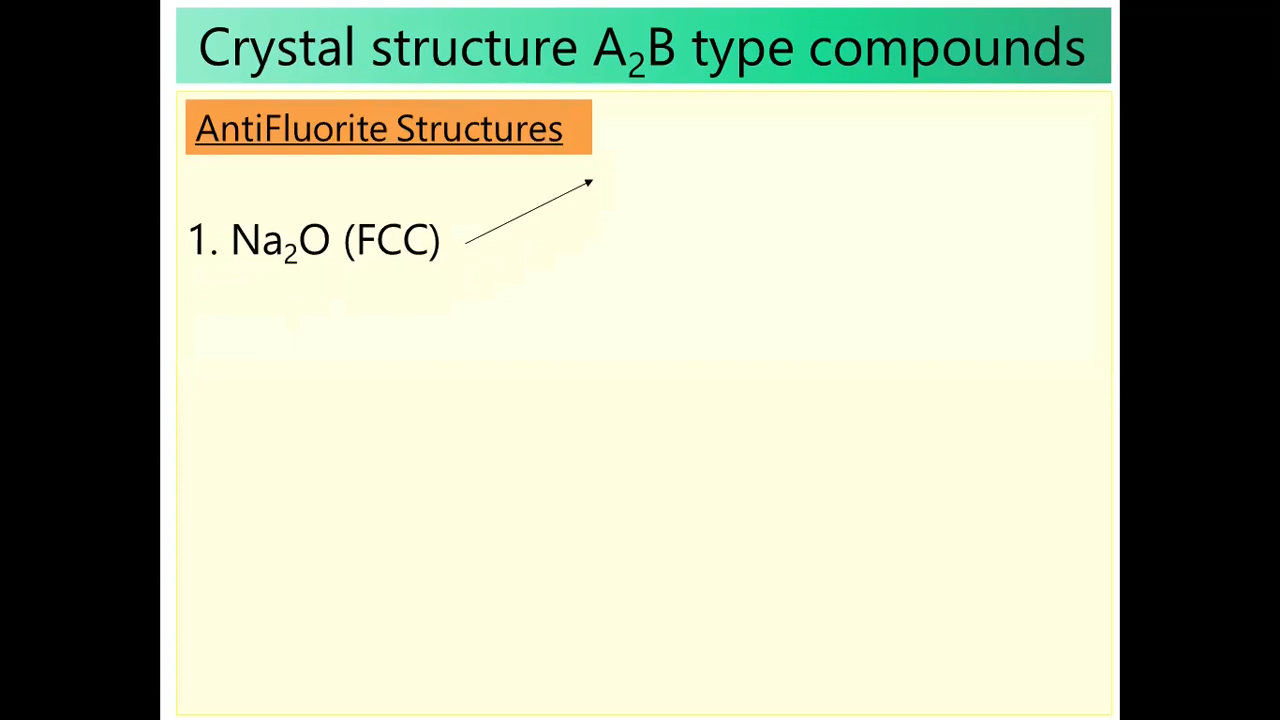 Crystal structure A₂B type compounds
AntiFluorite Structures
1. Na₂O (FCC)